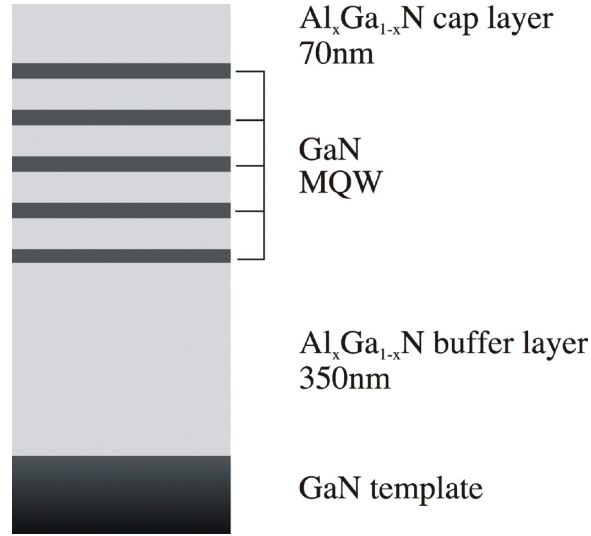 AlₓGa₁₋ₓN cap layer
70nm
GaN
MQW
AlₓGa₁₋ₓN buffer layer
350nm
GaN template